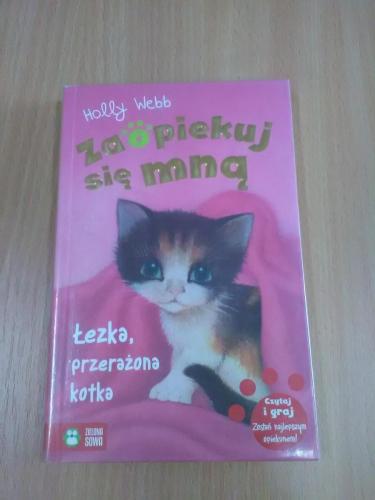 Holly Webb
Zaopiekuj
się mną
Łezka,
przerażona
kotka
Czytaj
i graj
Zostań najlepszym
opiekunem!
ZIELONA
SOWA